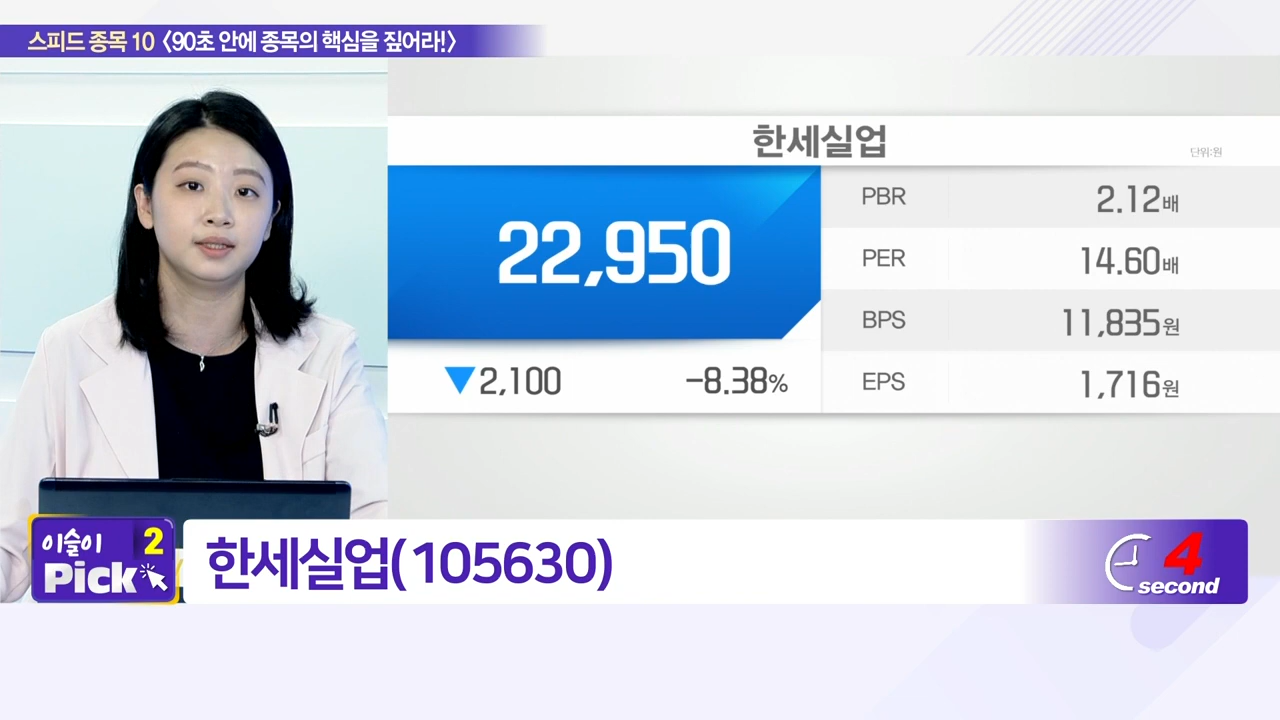 스피드 종목 10 〈90초 안에 종목의 핵심을 짚어라!〉
한세실업
단위:원
22,950
▼2,100 -8.38%
PBR 2.12배
PER 14.60배
BPS 11,835원
EPS 1,716원
이슬이 2
Pick
한세실업(105630)
4
second